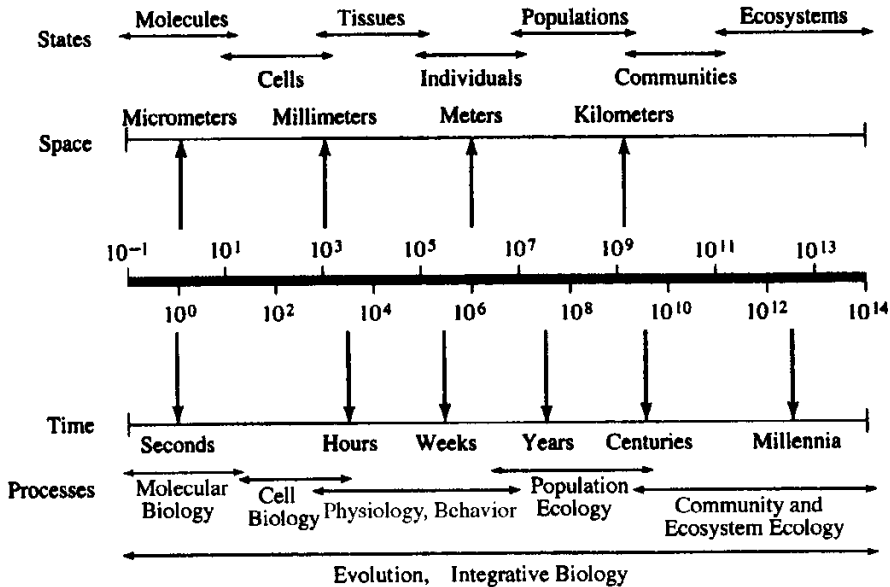 Molecules Tissues Populations Ecosystems
States
Cells Individuals Communities
Micrometers Millimeters Meters Kilometers
Space
10⁻¹ 10¹ 10³ 10⁵ 10⁷ 10⁹ 10¹¹ 10¹³
10⁰ 10² 10⁴ 10⁶ 10⁸ 10¹⁰ 10¹² 10¹⁴
Time
Seconds Hours Weeks Years Centuries Millennia
Processes
Molecular Biology
Cell Biology
Physiology, Behavior
Population Ecology
Community and Ecosystem Ecology
Evolution, Integrative Biology